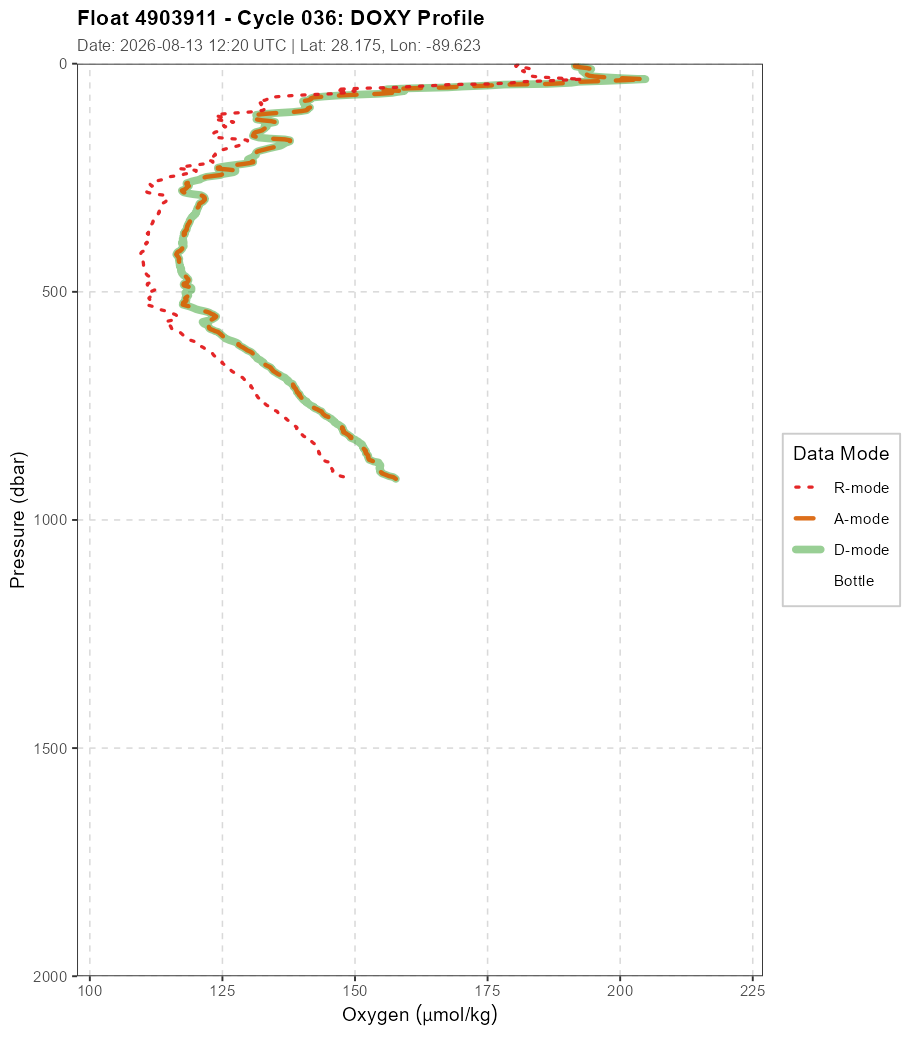 Float 4903911 - Cycle 036: DOXY Profile
Date: 2026-08-13 12:20 UTC | Lat: 28.175, Lon: -89.623
0
500
1000
1500
2000
Pressure (dbar)
100 125 150 175 200 225
Oxygen (μmol/kg)
Data Mode
R-mode
A-mode
D-mode
Bottle